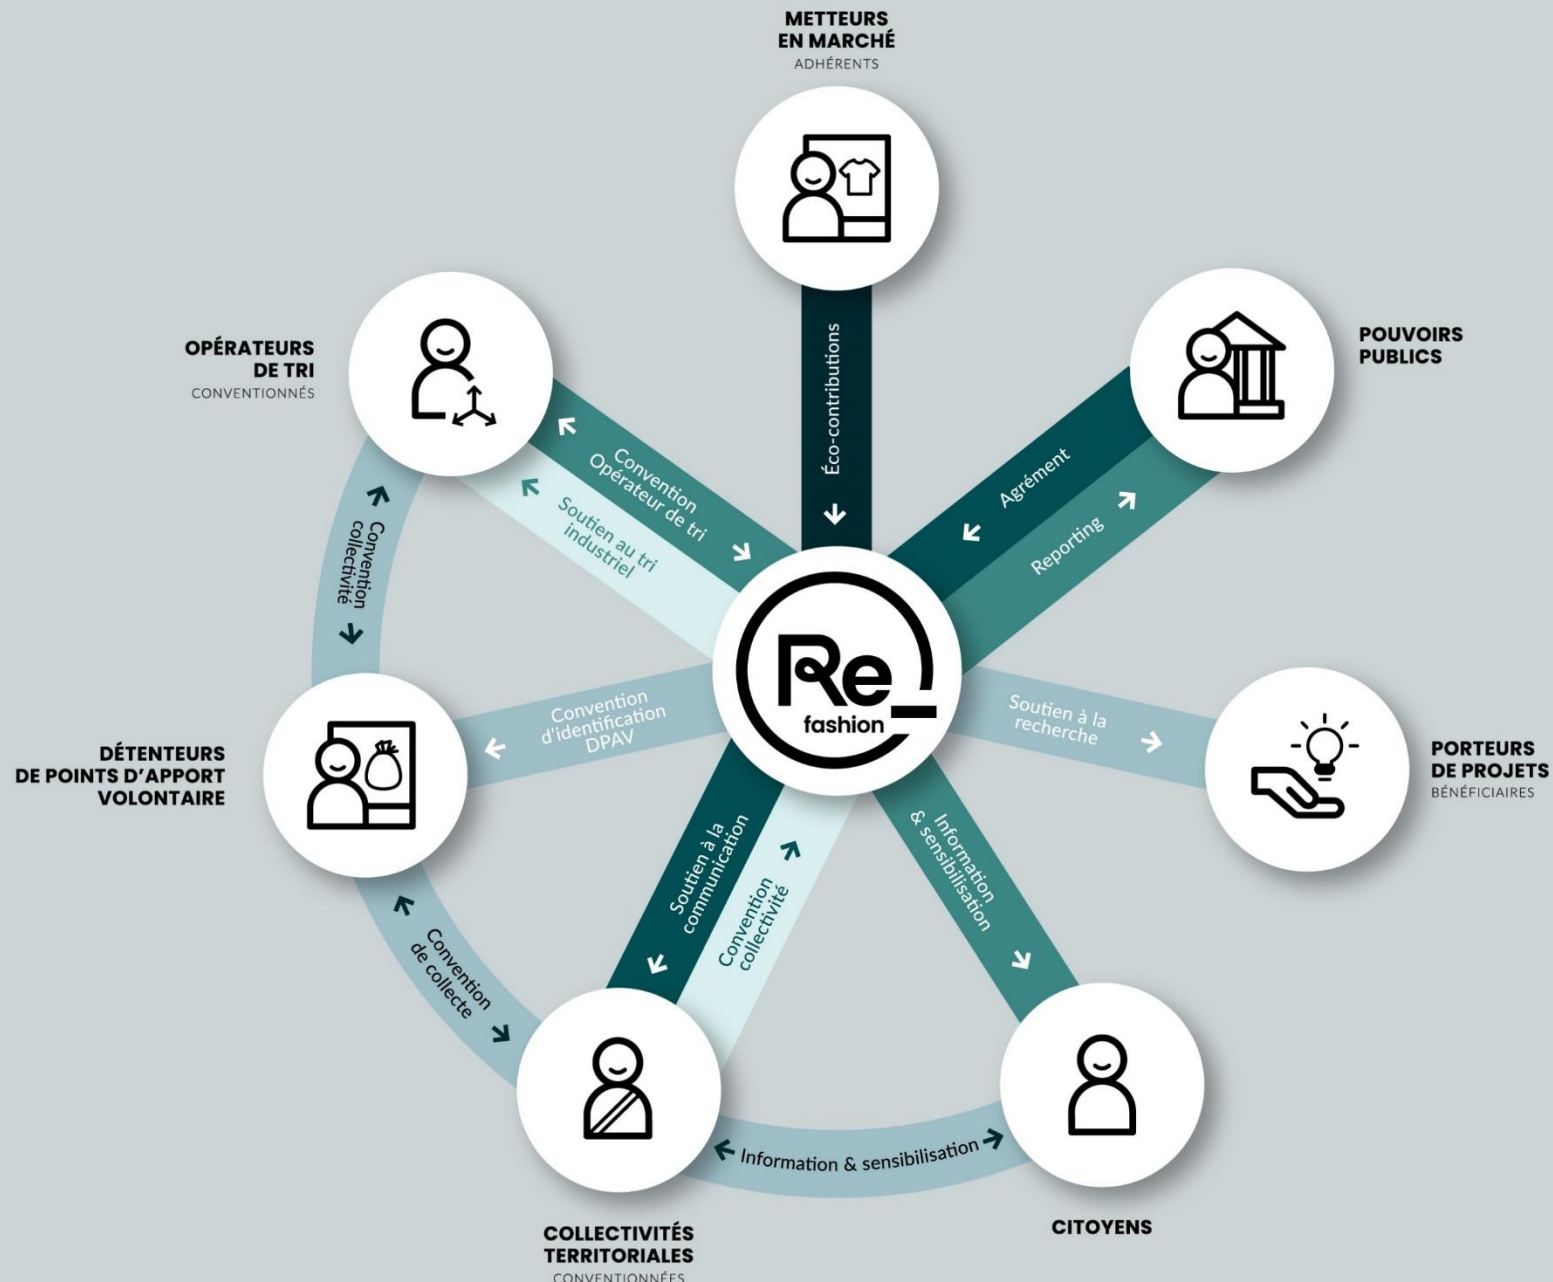 METTEURS
EN MARCHÉ
ADHÉRENTS
OPÉRATEURS
DE TRI
CONVENTIONNÉS
POUVOIRS
PUBLICS
Éco-contributions
Convention
Opérateur de tri
Soutien au tri
industriel
Agrément
Reporting
Convention
collectivité
Re_
fashion
Convention
d'identification
DPAV
Soutien à la
recherche
DÉTENTEURS
DE POINTS D'APPORT
VOLONTAIRE
PORTEURS
DE PROJETS
BÉNÉFICIAIRES
Soutien à la
communication
Convention
collectivité
Information
& sensibilisation
Convention
de collecte
Information & sensibilisation
COLLECTIVITÉS
TERRITORIALES
CONVENTIONNÉES
CITOYENS